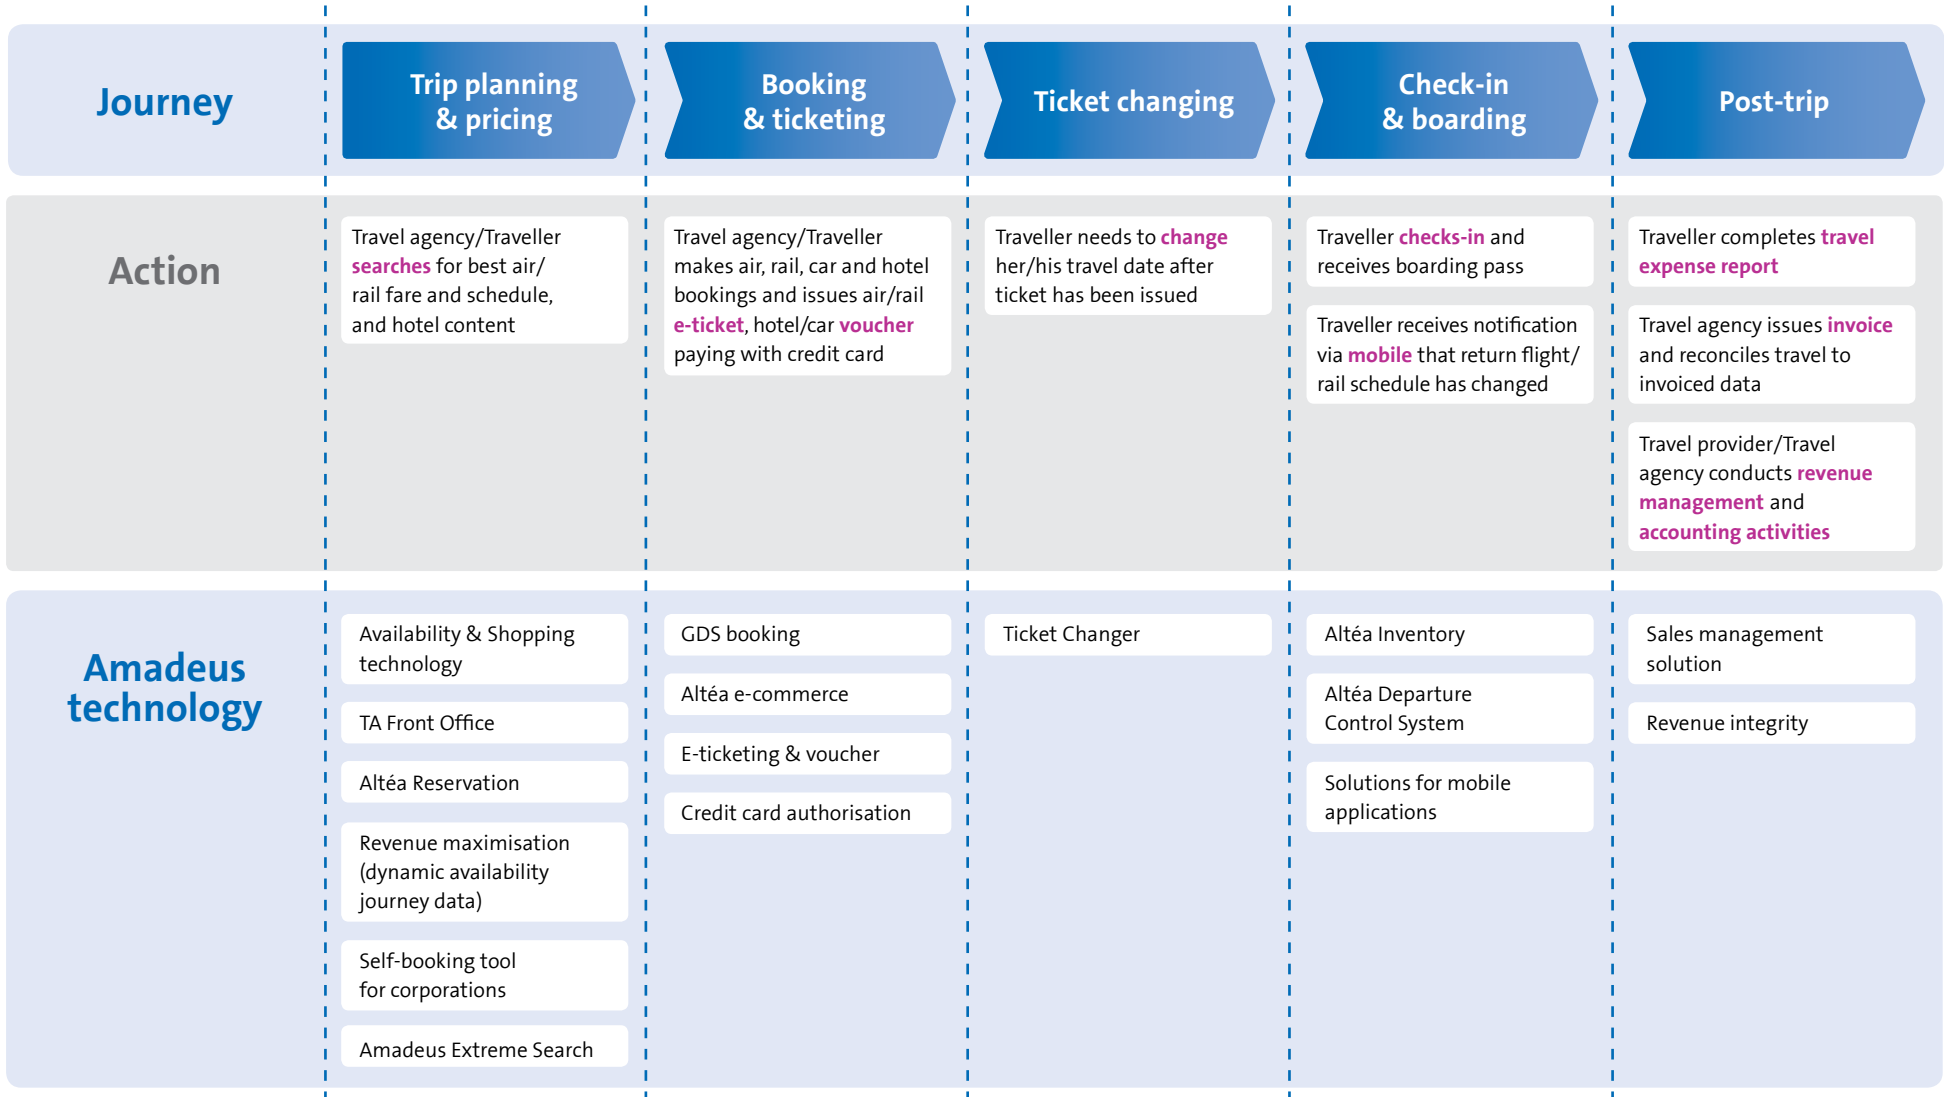 Journey
Trip planning
& pricing
Booking
& ticketing
Ticket changing
Check-in
& boarding
Post-trip
Action
Travel agency/Traveller
searches for best air/
rail fare and schedule,
and hotel content
Travel agency/Traveller
makes air, rail, car and hotel
bookings and issues air/rail
e-ticket, hotel/car voucher
paying with credit card
Traveller needs to change
her/his travel date after
ticket has been issued
Traveller checks-in and
receives boarding pass
Traveller receives notification
via mobile that return flight/
rail schedule has changed
Traveller completes travel
expense report
Travel agency issues invoice
and reconciles travel to
invoiced data
Travel provider/Travel
agency conducts revenue
management and
accounting activities
Amadeus
technology
Availability & Shopping
technology
TA Front Office
Altéa Reservation
Revenue maximisation
(dynamic availability
journey data)
Self-booking tool
for corporations
Amadeus Extreme Search
GDS booking
Altéa e-commerce
E-ticketing & voucher
Credit card authorisation
Ticket Changer
Altéa Inventory
Altéa Departure
Control System
Solutions for mobile
applications
Sales management
solution
Revenue integrity